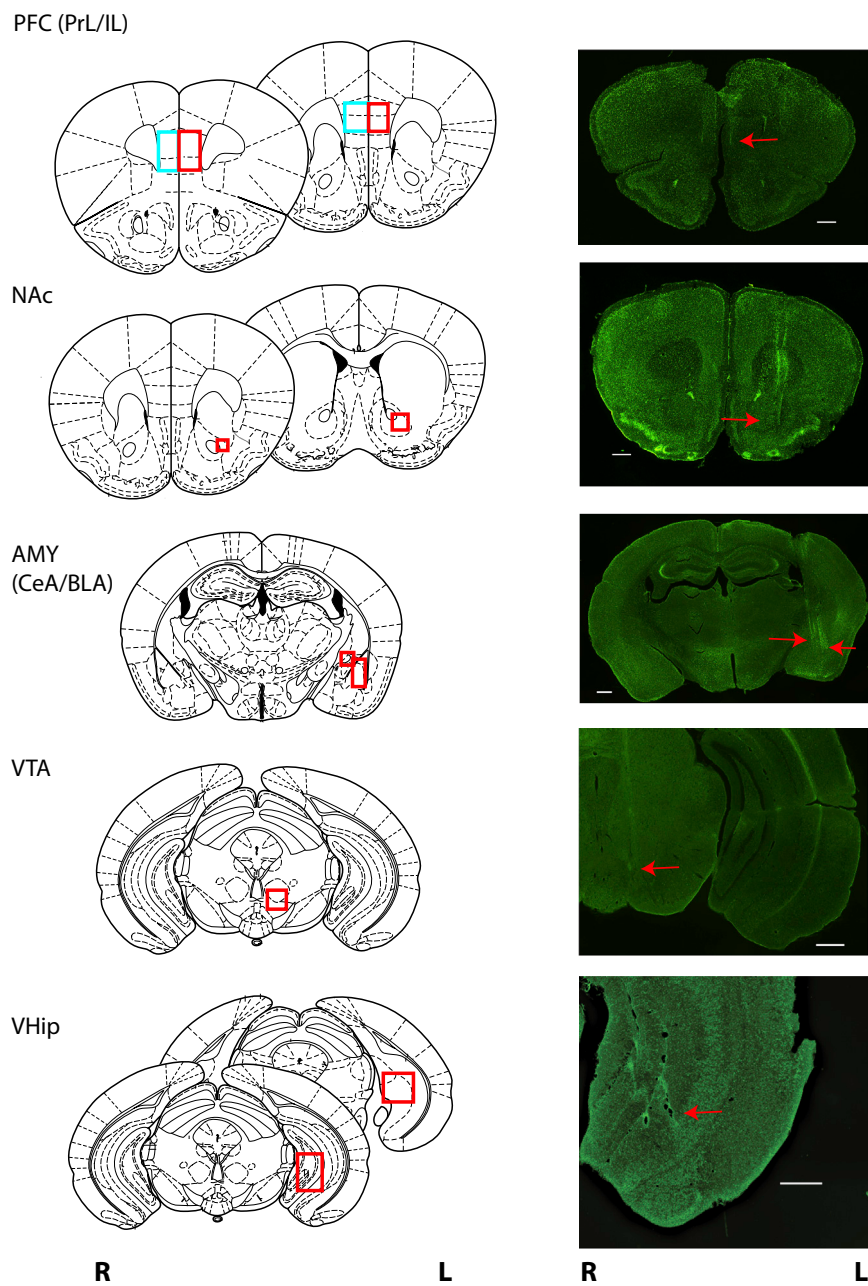 PFC (PrL/IL)
NAc
AMY
(CeA/BLA)
VTA
VHip
R L R L